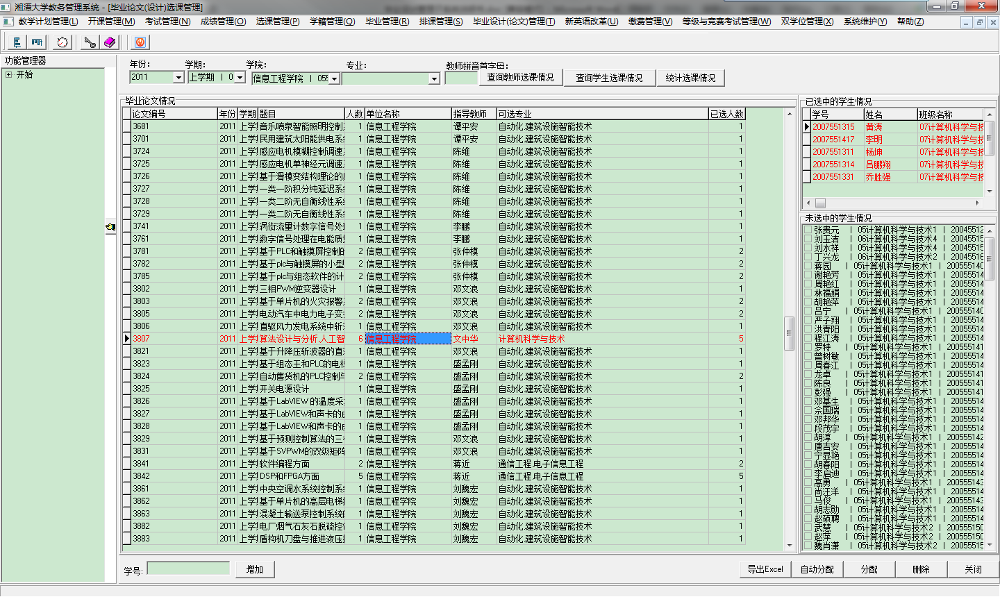 湘潭大学教务管理系统 - [毕业论文(设计)选课管理]
教学计划管理(L) 开课管理(M) 考试管理(N) 成绩管理(O) 选课管理(P) 学籍管理(Q) 毕业管理(R) 排课管理(S) 毕业设计(论文)管理(T) 新英语改革(U) 缴费管理(V) 等级与竞赛考试管理(W) 双学位管理(X) 系统维护(Y) 帮助(Z)
功能管理器
开始
年份: 学期: 学院: 专业: 教师拼音首字母:
2011 上学期 | 0 信息工程学院 | 055 查询教师选课情况 查询学生选课情况 统计选课情况
毕业论文情况
论文编号 年份 学期 题目 人数 单位名称 指导教师 可选专业 已选人数
3681 2011 上学 音乐喷泉智能照明控制 1 信息工程学院 谭平安 自动化.建筑设施智能技术 1
3701 2011 上学 民用建筑太阳能供电系 1 信息工程学院 谭平安 自动化.建筑设施智能技术 1
3724 2011 上学 感应电机模糊控制调速 1 信息工程学院 陈维 自动化.建筑设施智能技术 1
3725 2011 上学 感应电机单神经元调速 1 信息工程学院 陈维 自动化.建筑设施智能技术 1
3726 2011 上学 基于滑模变结构理论的 1 信息工程学院 陈维 自动化.建筑设施智能技术 1
3727 2011 上学 一类一阶积分纯延迟系 1 信息工程学院 陈维 自动化.建筑设施智能技术 1
3728 2011 上学 一类二阶无自衡线性系 1 信息工程学院 陈维 自动化.建筑设施智能技术 1
3729 2011 上学 一类二阶无自衡线性系 1 信息工程学院 陈维 自动化.建筑设施智能技术 1
3741 2011 上学 涡街流量计数字信号处 1 信息工程学院 李鹏 自动化.建筑设施智能技术 1
3761 2011 上学 数字信号处理在电能质 1 信息工程学院 李鹏 自动化.建筑设施智能技术 1
3781 2011 上学 基于PLC和触摸屏控制的 2 信息工程学院 张仲模 自动化.建筑设施智能技术 2
3782 2011 上学 基于plc与触摸屏的小型 2 信息工程学院 张仲模 自动化.建筑设施智能技术 2
3785 2011 上学 基于plc与组态软件的计 2 信息工程学院 张仲模 自动化.建筑设施智能技术 2
3802 2011 上学 三相PWM逆变器设计 1 信息工程学院 邓文浪 自动化.建筑设施智能技术 1
3803 2011 上学 基于单片机的火灾报警 2 信息工程学院 邓文浪 自动化.建筑设施智能技术 2
3805 2011 上学 电动汽车中电力电子变 2 信息工程学院 邓文浪 自动化.建筑设施智能技术 2
3806 2011 上学 直驱风力发电系统中斩 1 信息工程学院 邓文浪 自动化.建筑设施智能技术 1
3807 2011 上学 算法设计与分析.人工智 6 信息工程学院 文中华 计算机科学与技术 5
3821 2011 上学 基于升降压斩波器的直 1 信息工程学院 邓文浪 自动化.建筑设施智能技术 1
3823 2011 上学 基于组态王和PLC的电梯 1 信息工程学院 盛孟刚 自动化.建筑设施智能技术 1
3824 2011 上学 自动售货机的PLC控制与 2 信息工程学院 盛孟刚 自动化.建筑设施智能技术 2
3825 2011 上学 开关电源设计 1 信息工程学院 盛孟刚 自动化.建筑设施智能技术 1
3826 2011 上学 基于LabVIEW 的温度采 1 信息工程学院 盛孟刚 自动化.建筑设施智能技术 1
3827 2011 上学 基于LabVIEW和声卡的 1 信息工程学院 盛孟刚 自动化.建筑设施智能技术 1
3828 2011 上学 基于LabVIEW和声卡的 1 信息工程学院 盛孟刚 自动化.建筑设施智能技术 1
3829 2011 上学 基于预测控制算法的三 1 信息工程学院 邓文浪 自动化.建筑设施智能技术 1
3831 2011 上学 基于SVPWM的双级矩阵 1 信息工程学院 邓文浪 自动化.建筑设施智能技术 1
3841 2011 上学 软件编程方面 2 信息工程学院 蒋近 通信工程.电子信息工程 2
3842 2011 上学 DSP和FPGA方面 5 信息工程学院 蒋近 通信工程.电子信息工程 5
3861 2011 上学 中央空调水系统控制系 1 信息工程学院 刘魏宏 自动化.建筑设施智能技术 1
3862 2011 上学 基于单片机的高层电梯 1 信息工程学院 刘魏宏 自动化.建筑设施智能技术 1
3863 2011 上学 混凝土输送泵控制系统 1 信息工程学院 刘魏宏 自动化.建筑设施智能技术 1
3882 2011 上学 电厂烟气石灰石脱硫控 1 信息工程学院 刘魏宏 自动化.建筑设施智能技术 1
3883 2011 上学 盾构机刀盘与推进液压 1 信息工程学院 刘魏宏 自动化.建筑设施智能技术 1
已选中的学生情况
学号 姓名 班级名称
2007551315 黄涛 07计算机科学与技
2007551417 李明 07计算机科学与技
2007551311 杨坤 07计算机科学与技
2007551314 吕鹏翔 07计算机科学与技
2007551331 乔胜强 07计算机科学与技
未选中的学生情况
张贵元 | 05计算机科学与技术1 | 20045512
刘玉洁 | 06计算机科学与技术4 | 20045515
刘水祥 | 06计算机科学与技术4 | 20045515
丁兴龙 | 06计算机科学与技术2 | 20045516
蒋园 | 05计算机科学与技术1 | 200555140
谢艳芳 | 05计算机科学与技术1 | 20055514
周艳红 | 05计算机科学与技术1 | 20055514
林福娟 | 05计算机科学与技术1 | 20055514
胡艳萍 | 05计算机科学与技术1 | 20055514
吕宁 | 05计算机科学与技术1 | 200555140
严子翔 | 05计算机科学与技术1 | 20055514
洪青阳 | 05计算机科学与技术1 | 20055514
程江涛 | 05计算机科学与技术1 | 20055514
罗特 | 05计算机科学与技术1 | 200555141
曾树敏 | 05计算机科学与技术1 | 20055514
周春江 | 05计算机科学与技术1 | 20055514
龙卓 | 05计算机科学与技术1 | 200555141
陈良 | 05计算机科学与技术1 | 200555141
彭强 | 05计算机科学与技术1 | 200555141
邓基生 | 05计算机科学与技术1 | 20055514
宗国瑞 | 05计算机科学与技术1 | 20055514
邓邦华 | 05计算机科学与技术1 | 20055514
段茂宇 | 05计算机科学与技术1 | 20055514
胡淳 | 05计算机科学与技术1 | 200555142
唐吉安 | 05计算机科学与技术1 | 20055514
宁显艳 | 05计算机科学与技术1 | 20055514
胡春阳 | 05计算机科学与技术1 | 20055514
李启迪 | 05计算机科学与技术1 | 20055514
高勇 | 05计算机科学与技术1 | 200555143
尚汪洋 | 05计算机科学与技术1 | 20055514
马俊 | 05计算机科学与技术1 | 200555143
胡志勋 | 05计算机科学与技术1 | 20055514
赵硕聘 | 05计算机科学与技术1 | 20055514
武慧 | 05计算机科学与技术2 | 200555150
赵萍 | 05计算机科学与技术2 | 200555150
魏肖潇 | 05计算机科学与技术2 | 20055515
学号: 增加 导出Excel 自动分配 分配 删除 关闭